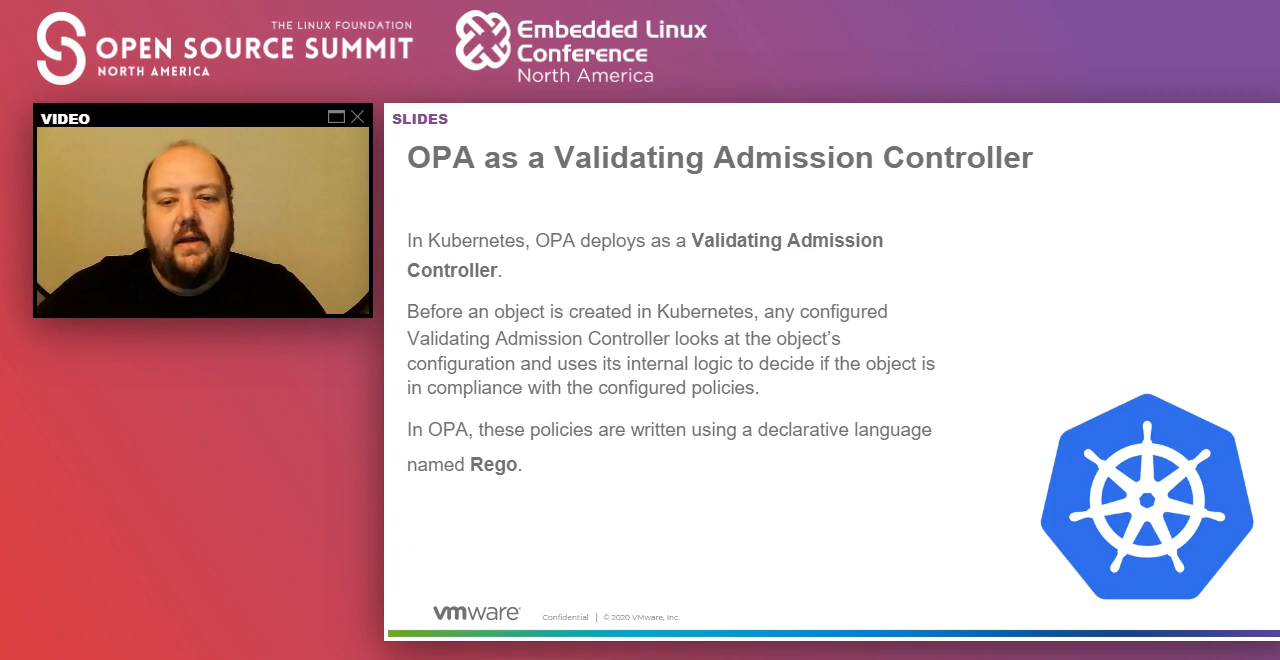 THE LINUX FOUNDATION
OPEN SOURCE SUMMIT
NORTH AMERICA
Embedded Linux
Conference
North America
VIDEO
SLIDES
OPA as a Validating Admission Controller
In Kubernetes, OPA deploys as a Validating Admission
Controller.
Before an object is created in Kubernetes, any configured
Validating Admission Controller looks at the object's
configuration and uses its internal logic to decide if the object is
in compliance with the configured policies.
In OPA, these policies are written using a declarative language
named Rego.
vmware®
Confidential | © 2020 VMware, Inc.